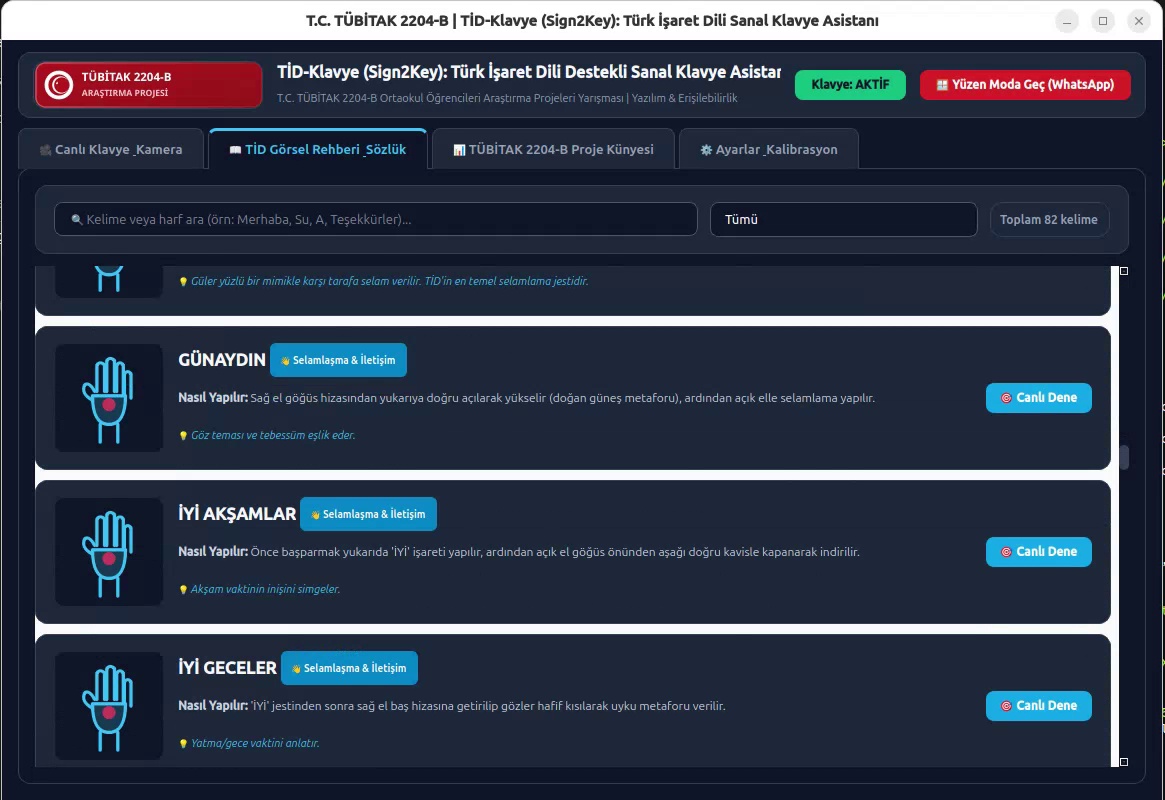 T.C. TÜBİTAK 2204-B | TİD-Klavye (Sign2Key): Türk İşaret Dili Sanal Klavye Asistanı
TÜBİTAK 2204-B
ARAŞTIRMA PROJESİ
TİD-Klavye (Sign2Key): Türk İşaret Dili Destekli Sanal Klavye Asistar
T.C. TÜBİTAK 2204-B Ortaokul Öğrencileri Araştırma Projeleri Yarışması | Yazılım & Erişilebilirlik
Klavye: AKTİF
Yüzen Moda Geç (WhatsApp)
Canlı Klavye _Kamera
TİD Görsel Rehberi _Sözlük
TÜBİTAK 2204-B Proje Künyesi
Ayarlar _Kalibrasyon
Kelime veya harf ara (örn: Merhaba, Su, A, Teşekkürler)...
Tümü
Toplam 82 kelime
Güler yüzlü bir mimikle karşı tarafa selam verilir. TİD'in en temel selamlama jestidir.
GÜNAYDIN
Selamlaşma & İletişim
Nasıl Yapılır: Sağ el göğüs hizasından yukarıya doğru açılarak yükselir (doğan güneş metaforu), ardından açık elle selamlama yapılır.
Canlı Dene
Göz teması ve tebessüm eşlik eder.
İYİ AKŞAMLAR
Selamlaşma & İletişim
Nasıl Yapılır: Önce başparmak yukarıda 'İYİ' işareti yapılır, ardından açık el göğüs önünden aşağı doğru kavisle kapanarak indirilir.
Canlı Dene
Akşam vaktinin inişini simgeler.
İYİ GECELER
Selamlaşma & İletişim
Nasıl Yapılır: 'İYİ' jestinden sonra sağ el baş hizasına getirilip gözler hafif kısılarak uyku metaforu verilir.
Canlı Dene
Yatma/gece vaktini anlatır.